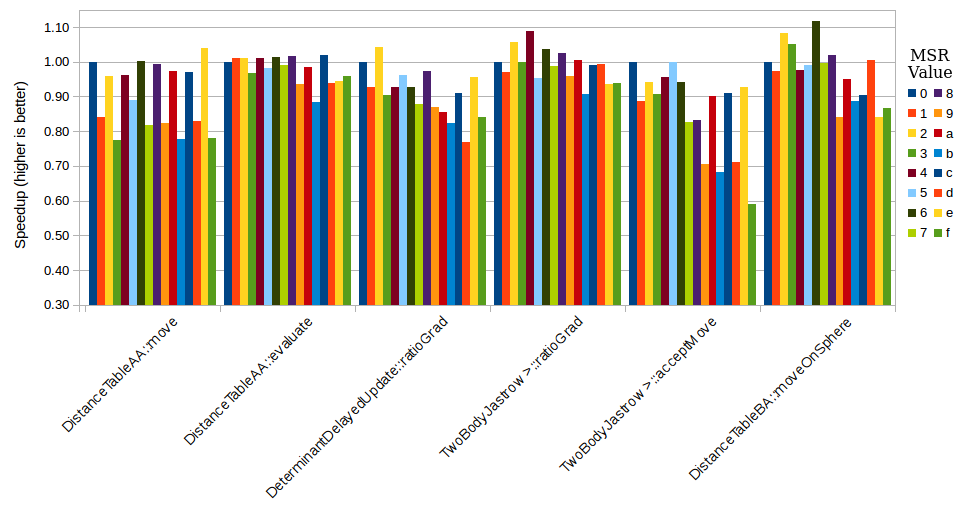 Speedup (higher is better)
1.10
1.00
0.90
0.80
0.70
0.60
0.50
0.40
0.30
DistanceTableAA::move
DistanceTableAA::evaluate
DeterminantDelayedUpdate::ratioGrad
TwoBodyJastrow>::ratioGrad
TwoBodyJastrow>::acceptMove
DistanceTableBA::moveOnSphere
MSR
Value
0 8
1 9
2 a
3 b
4 c
5 d
6 e
7 f